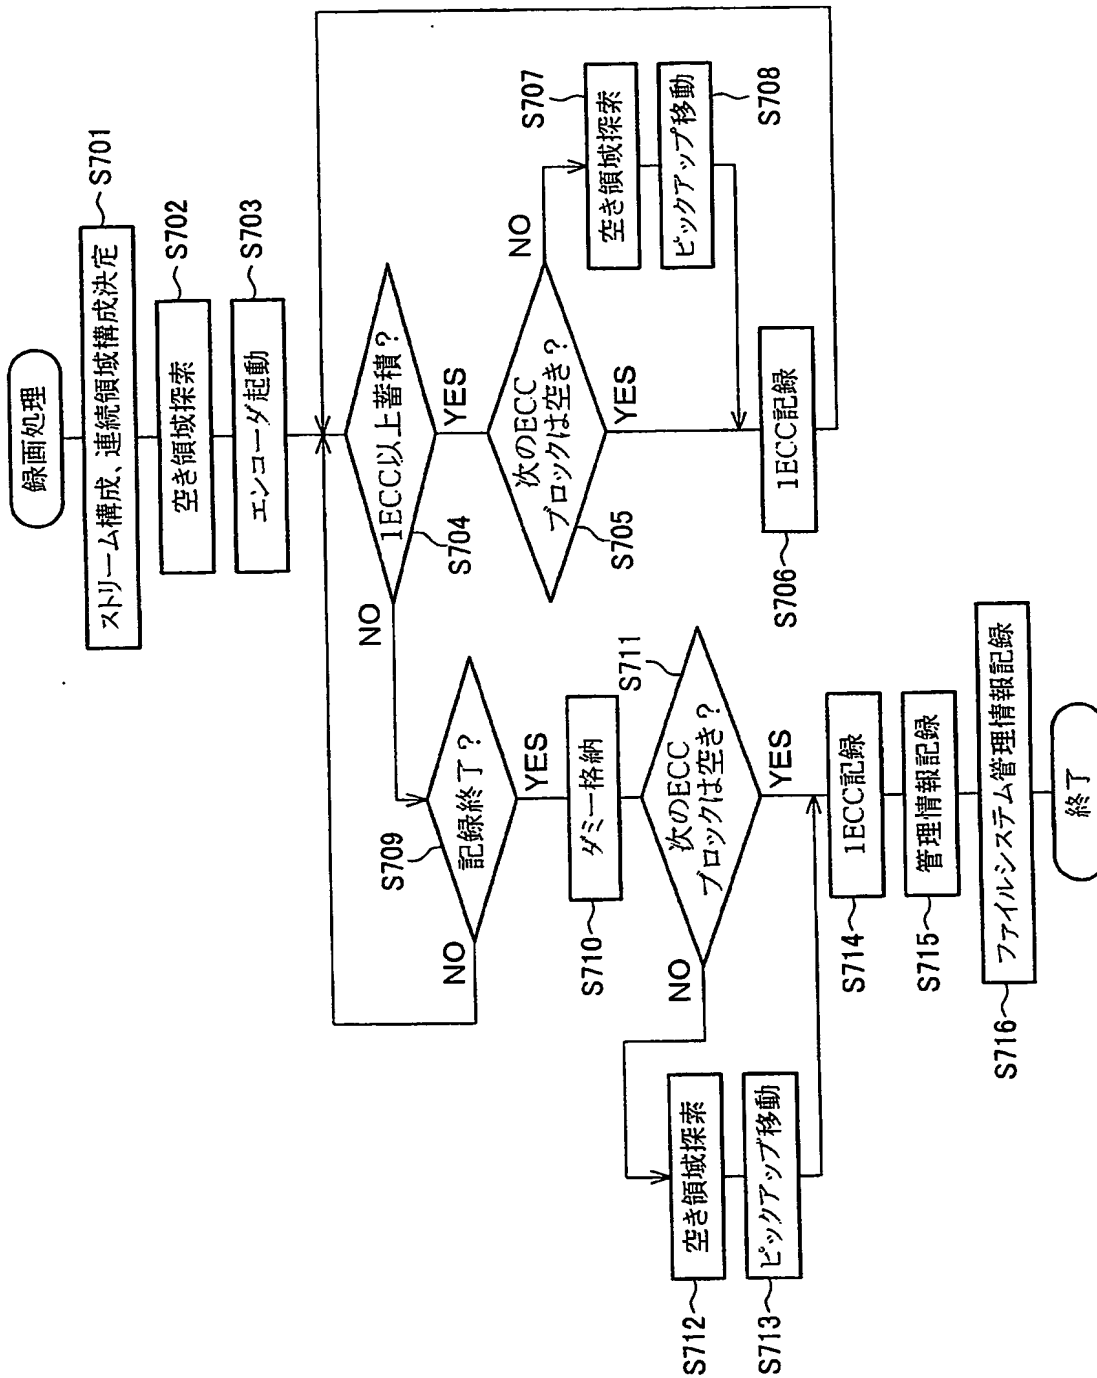 録画処理
ストリーム構成、連続領域構成決定
S701
空き領域探索
S702
エンコーダ起動
S703
1ECC以上蓄積?
S704
YES
NO
次のECC
ブロックは空き?
S705
YES
NO
空き領域探索
S707
ピックアップ移動
S708
1ECC記録
S706
記録終了?
S709
YES
NO
ダミー格納
S710
次のECC
ブロックは空き?
S711
YES
NO
空き領域探索
S712
ピックアップ移動
S713
1ECC記録
S714
管理情報記録
S715
ファイルシステム管理情報記録
S716
終了